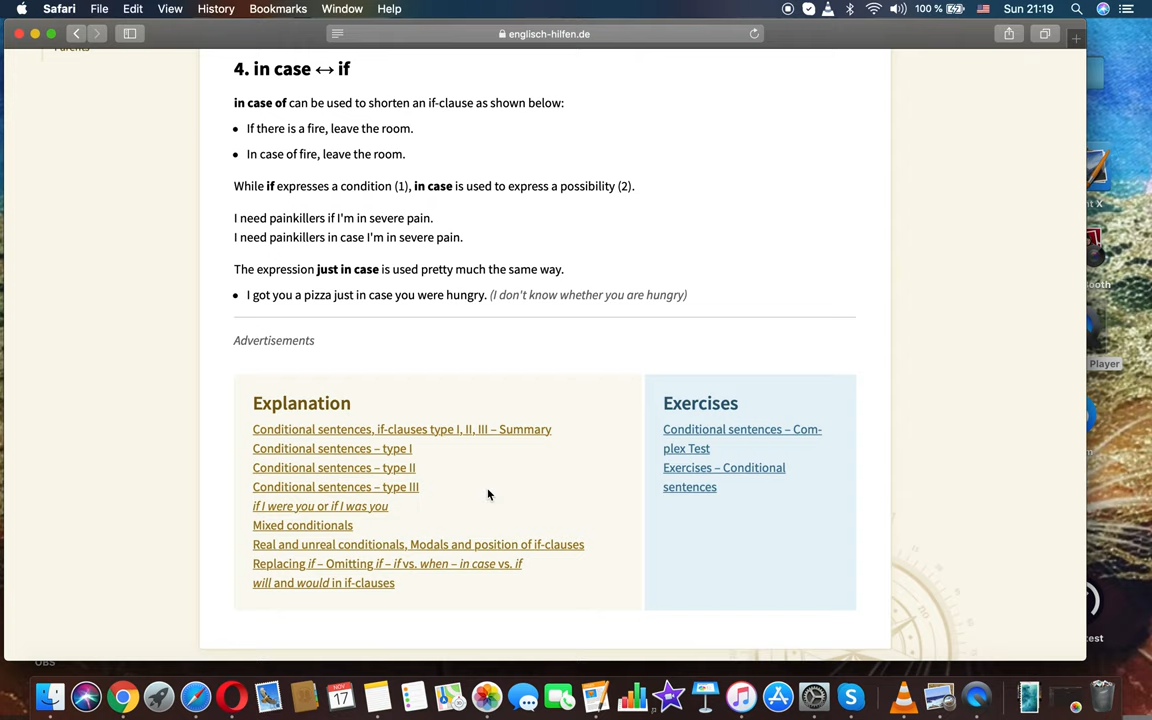 Safari File Edit View History Bookmarks Window Help 100 % Sun 21:19
englisch-hilfen.de
Parents
4. in case ↔ if
in case of can be used to shorten an if-clause as shown below:
• If there is a fire, leave the room.
• In case of fire, leave the room.
While if expresses a condition (1), in case is used to express a possibility (2).
I need painkillers if I'm in severe pain.
I need painkillers in case I'm in severe pain.
The expression just in case is used pretty much the same way.
• I got you a pizza just in case you were hungry. (I don't know whether you are hungry)
Advertisements
Explanation
Conditional sentences, if-clauses type I, II, III – Summary
Conditional sentences – type I
Conditional sentences – type II
Conditional sentences – type III
if I were you or if I was you
Mixed conditionals
Real and unreal conditionals, Modals and position of if-clauses
Replacing if – Omitting if – if vs. when – in case vs. if
will and would in if-clauses
Exercises
Conditional sentences – Com-
plex Test
Exercises – Conditional
sentences
Player
OBS
NOV
17